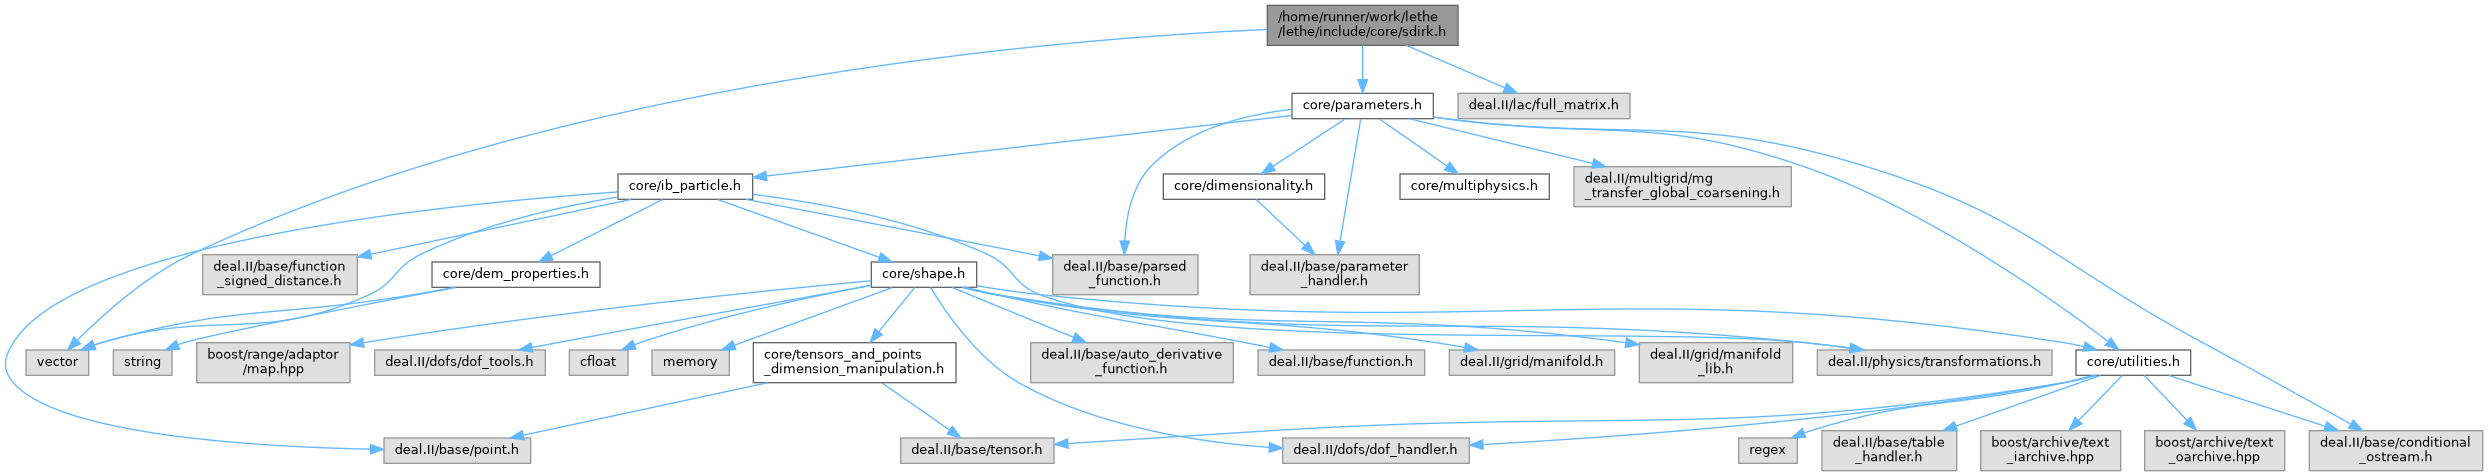 /home/runner/work/lethe
/lethe/include/core/sdirk.h
core/parameters.h
deal.II/lac/full_matrix.h
core/ib_particle.h
core/dimensionality.h
core/multiphysics.h
deal.II/multigrid/mg
_transfer_global_coarsening.h
deal.II/base/function
_signed_distance.h
core/dem_properties.h
core/shape.h
deal.II/base/parsed
_function.h
deal.II/base/parameter
_handler.h
vector
string
boost/range/adaptor
/map.hpp
deal.II/dofs/dof_tools.h
cfloat
memory
core/tensors_and_points
_dimension_manipulation.h
deal.II/base/auto_derivative
_function.h
deal.II/base/function.h
deal.II/grid/manifold.h
deal.II/grid/manifold
_lib.h
deal.II/physics/transformations.h
core/utilities.h
deal.II/base/point.h
deal.II/base/tensor.h
deal.II/dofs/dof_handler.h
regex
deal.II/base/table
_handler.h
boost/archive/text
_iarchive.hpp
boost/archive/text
_oarchive.hpp
deal.II/base/conditional
_ostream.h